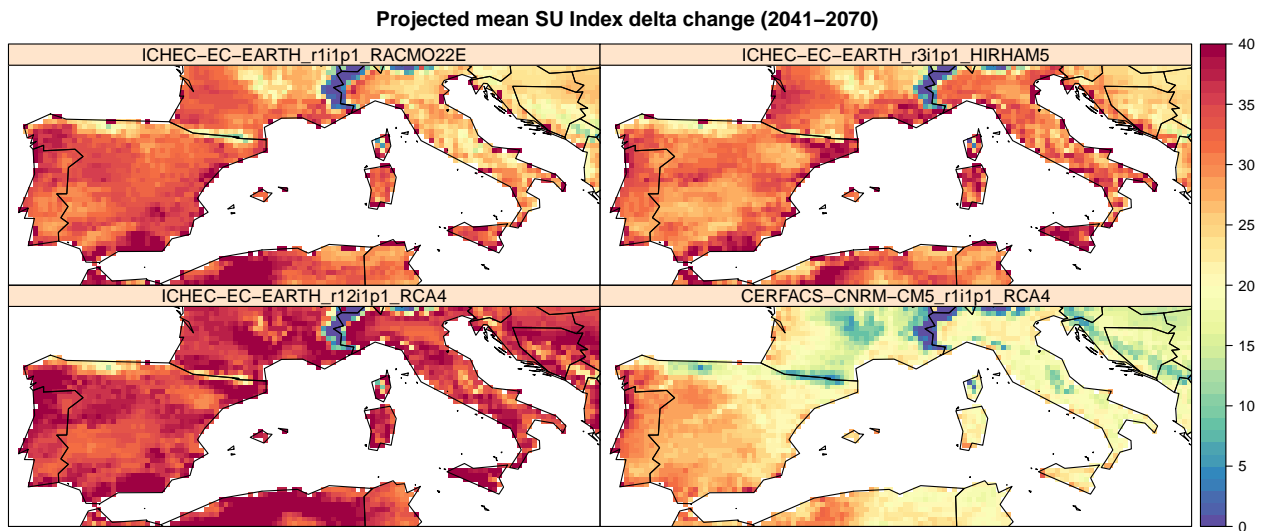 Projected mean SU Index delta change (2041−2070)
ICHEC−EC−EARTH_r1i1p1_RACMO22E
ICHEC−EC−EARTH_r3i1p1_HIRHAM5
ICHEC−EC−EARTH_r12i1p1_RCA4
CERFACS−CNRM−CM5_r1i1p1_RCA4
40
35
30
25
20
15
10
5
0